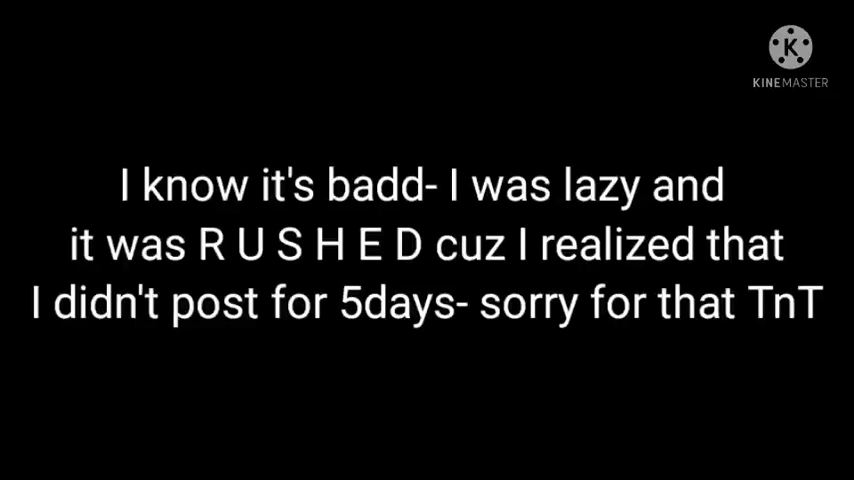 K
KINEMASTER
I know it's badd- I was lazy and
it was R U S H E D cuz I realized that
I didn't post for 5days- sorry for that TnT